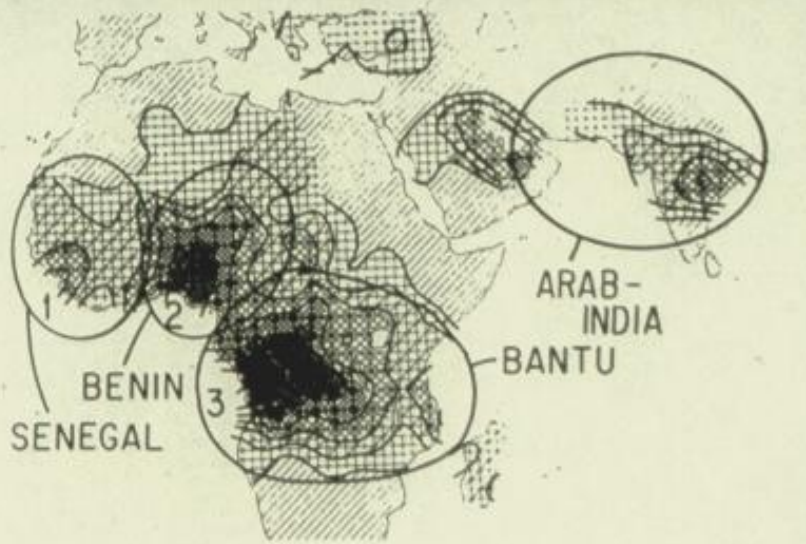 1
2
3
ARAB-
INDIA
BANTU
BENIN
SENEGAL